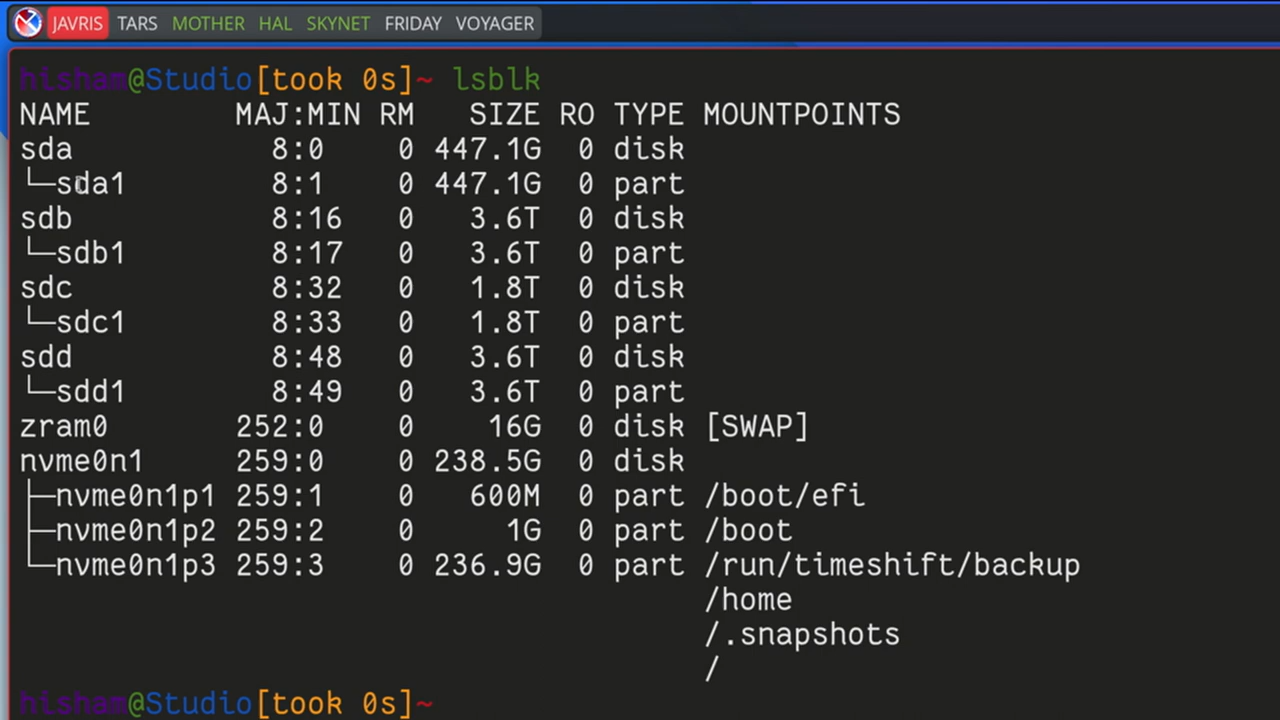 JAVRIS TARS MOTHER HAL SKYNET FRIDAY VOYAGER
hisham@Studio[took 0s]~ lsblk
NAME MAJ:MIN RM SIZE RO TYPE MOUNTPOINTS
sda 8:0 0 447.1G 0 disk
└─sda1 8:1 0 447.1G 0 part
sdb 8:16 0 3.6T 0 disk
└─sdb1 8:17 0 3.6T 0 part
sdc 8:32 0 1.8T 0 disk
└─sdc1 8:33 0 1.8T 0 part
sdd 8:48 0 3.6T 0 disk
└─sdd1 8:49 0 3.6T 0 part
zram0 252:0 0 16G 0 disk [SWAP]
nvme0n1 259:0 0 238.5G 0 disk
├─nvme0n1p1 259:1 0 600M 0 part /boot/efi
├─nvme0n1p2 259:2 0 1G 0 part /boot
└─nvme0n1p3 259:3 0 236.9G 0 part /run/timeshift/backup
/home
/.snapshots
/
hisham@Studio[took 0s]~